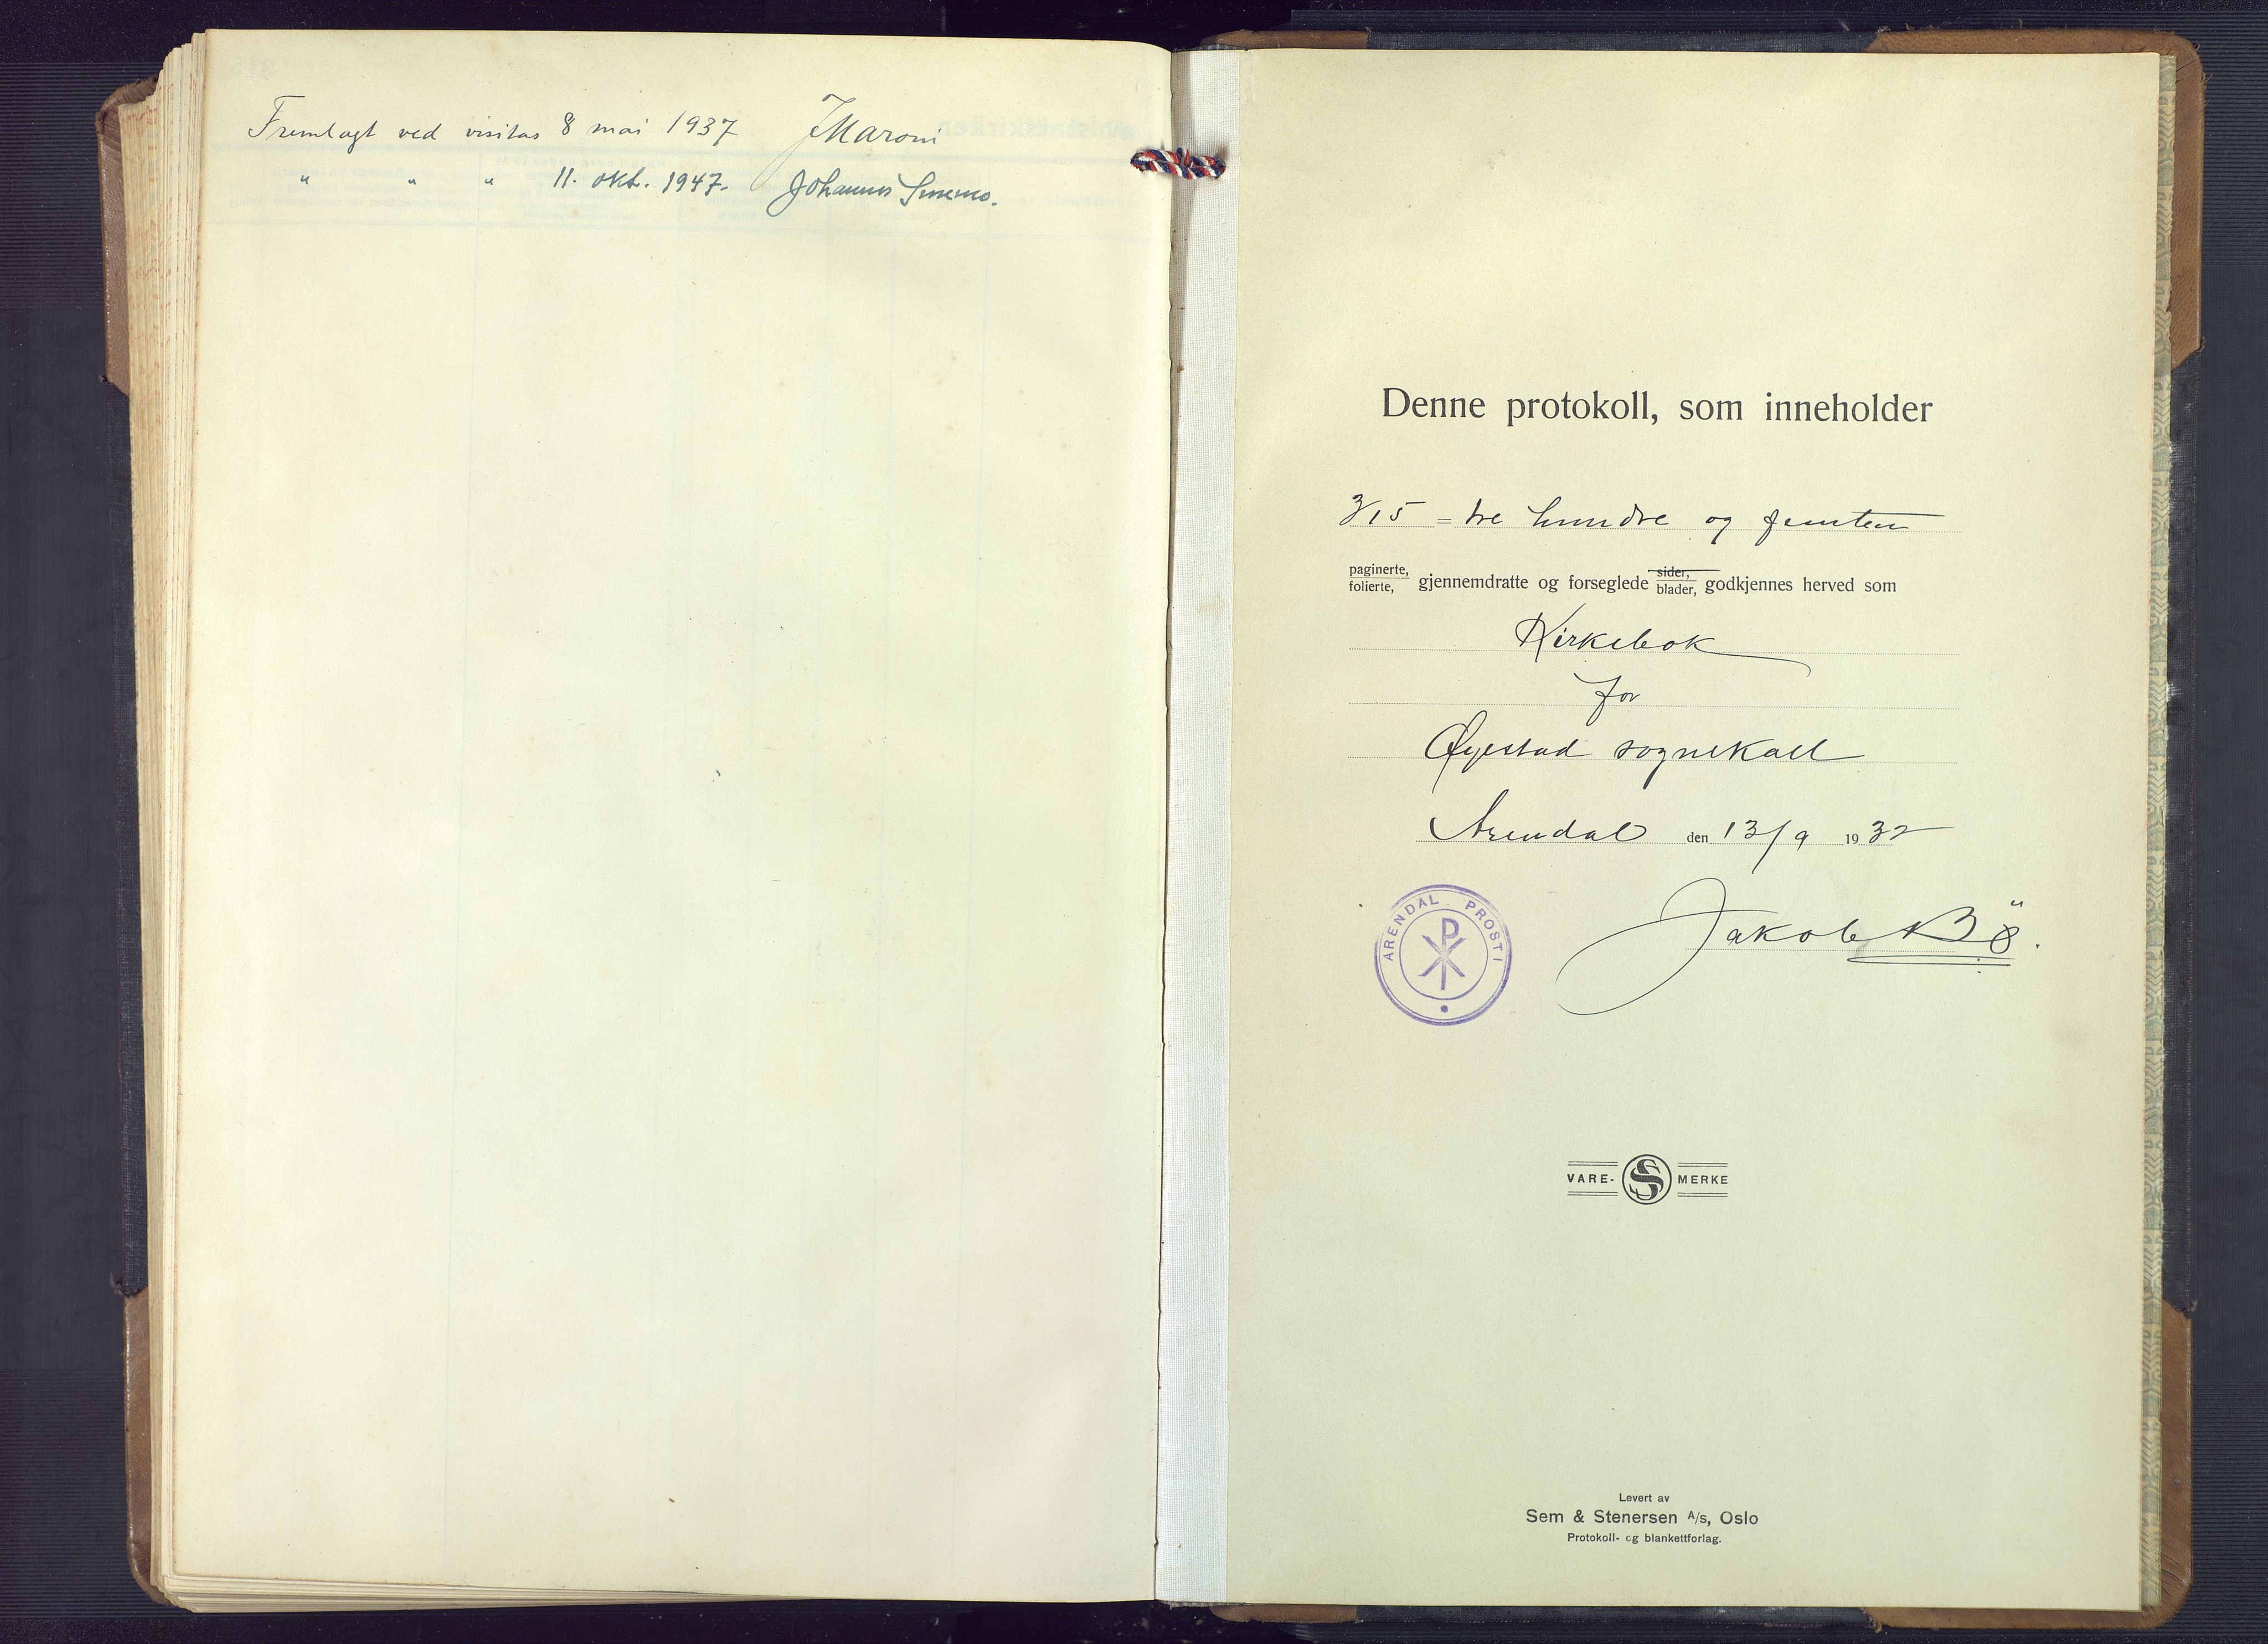 Fremlagt ved visitas 8 mai 1937 JMaroni
" " " 11. okt. 1947. Johannes Smemo.
Denne protokoll, som inneholder
315 = tre hundre og femten
paginerte,
folierte, gjennemdratte og forseglede sider, blader, godkjennes herved som
Kirkebok
for
Øyestad sognekall
Arendal den 13/9 1932
ARENDAL PROSTI
Jakob Bö.
VARE- S MERKE
Levert av
Sem & Stenersen A/s, Oslo
Protokoll- og blankettforlag.